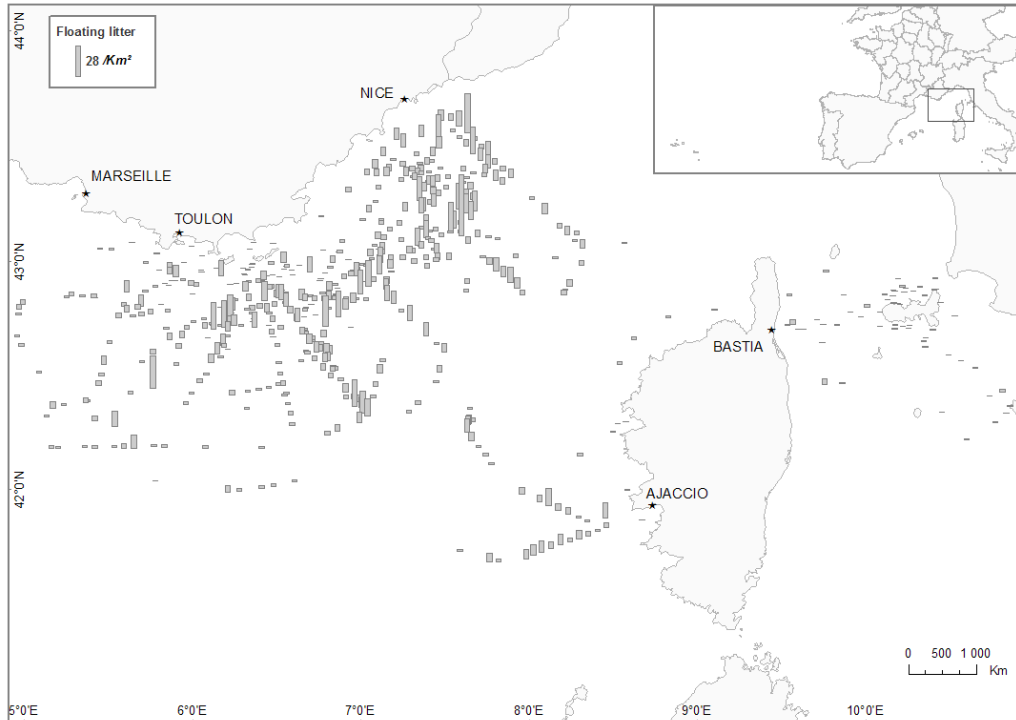 44°0'N
Floating litter
28 /Km²
NICE
MARSEILLE
TOULON
43°0'N
BASTIA
42°0'N
AJACCIO
0 500 1 000
Km
5°0'E 6°0'E 7°0'E 8°0'E 9°0'E 10°0'E